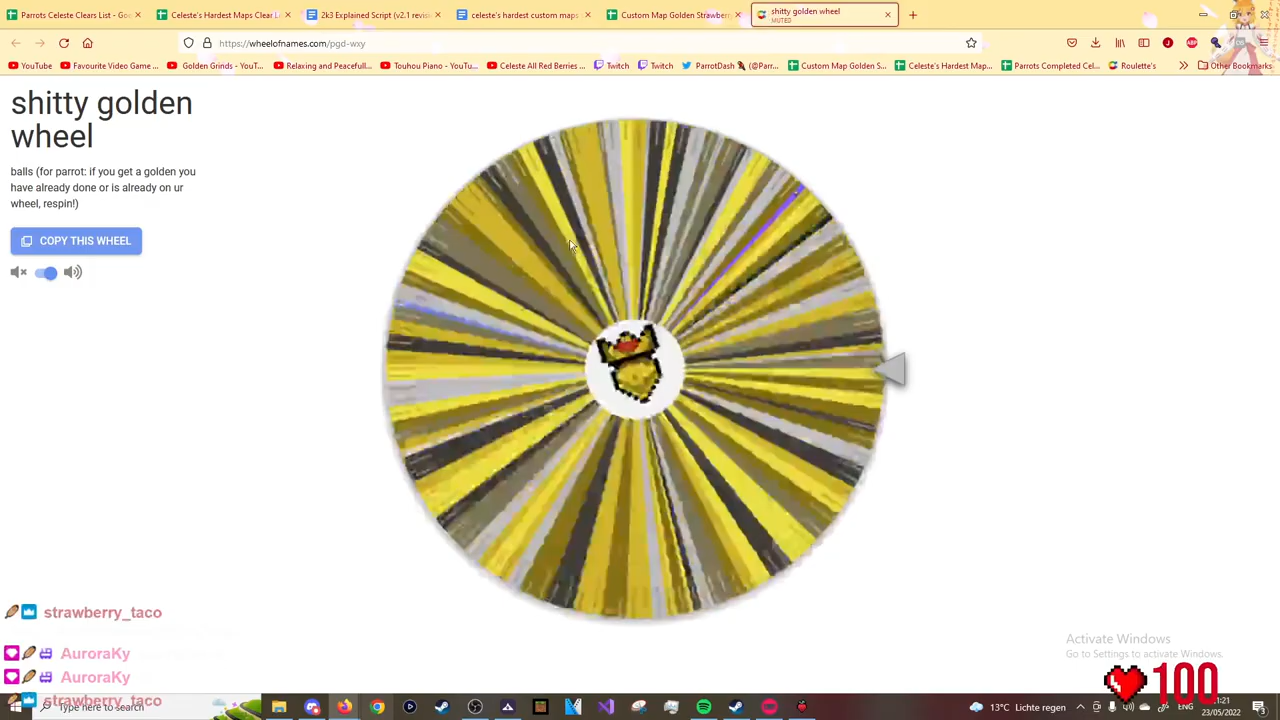 Parrots Celeste Clears List - Go
Celeste's Hardest Maps Clear Li
2k3 Explained Script (v2.1 revis
celeste's hardest custom maps
Custom Map Golden Strawberry
shitty golden wheel
MUTED
https://wheelofnames.com/pgd-wxy
YouTube
Favourite Video Game ...
Golden Grinds - YouT...
Relaxing and Peacefull...
Touhou Piano - YouTu...
Celeste All Red Berries ...
Twitch
Twitch
ParrotDash
(@Parr...
Custom Map Golden S...
Celeste's Hardest Map...
Parrots Completed Cel...
Roulette's
Other Bookmarks
shitty golden
wheel
balls (for parrot: if you get a golden you
have already done or is already on ur
wheel, respin!)
COPY THIS WHEEL
strawberry_taco
AuroraKy
AuroraKy
strawberry_taco
Activate Windows
Go to Settings to activate Windows.
100
Type here to search
13°C Lichte regen
ENG
11:21
23/05/2022